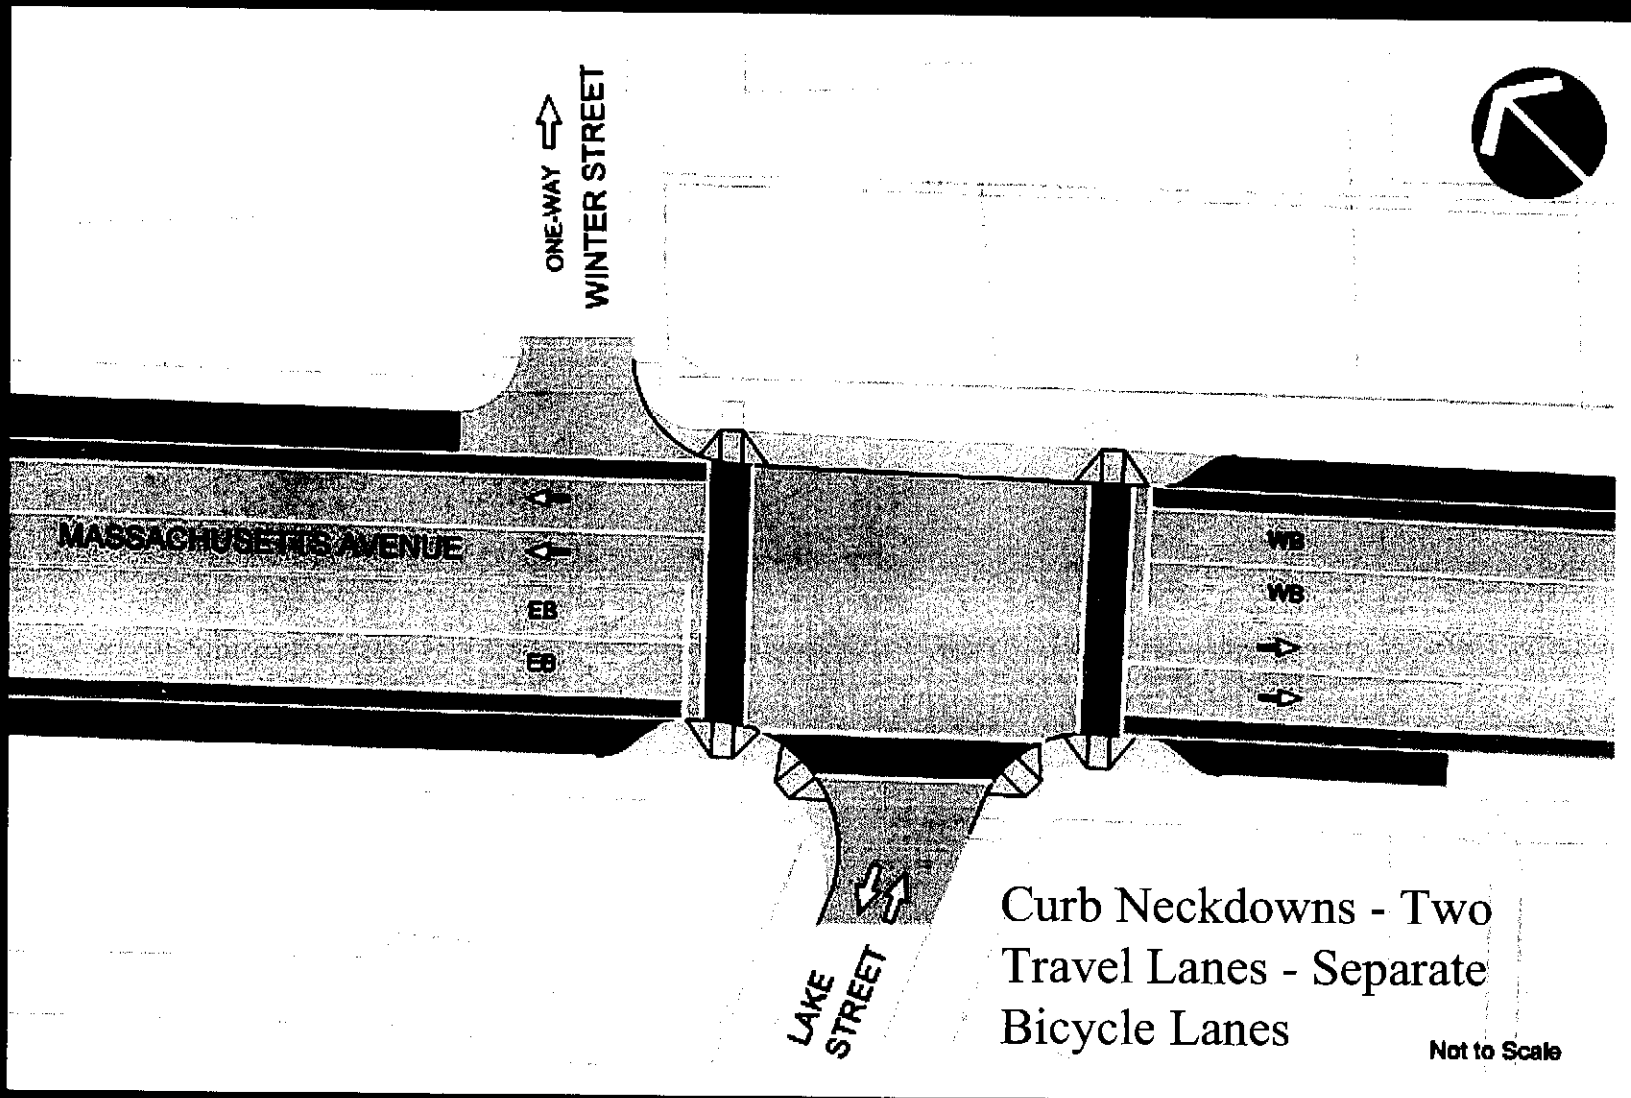 ONE-WAY
WINTER STREET
MASSACHUSETTS AVENUE
EB
EB
WB
WB
LAKE
STREET
Curb Neckdowns - Two
Travel Lanes - Separate
Bicycle Lanes
Not to Scale